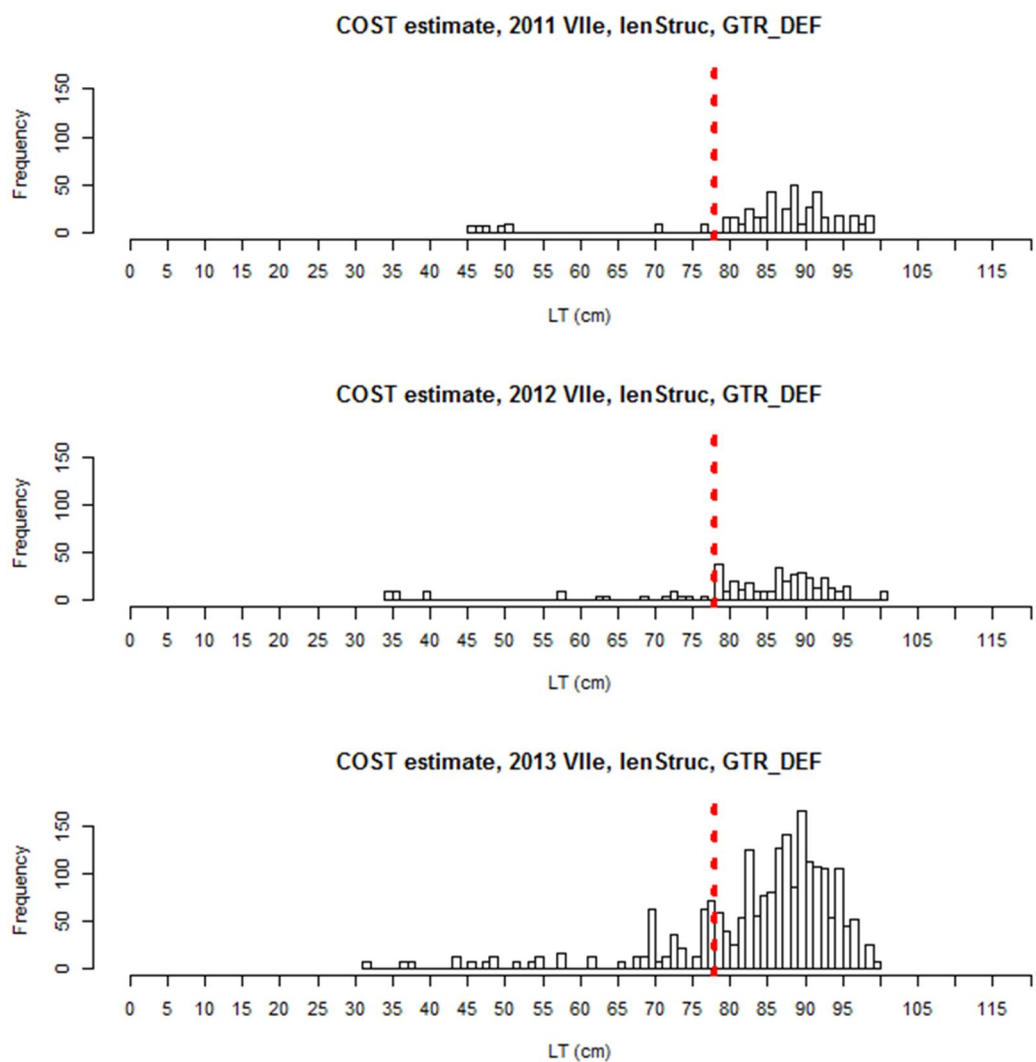 COST estimate, 2011 VIIe, lenStruc, GTR_DEF
Frequency
150
100
50
0
0 5 10 15 20 25 30 35 40 45 50 55 60 65 70 75 80 85 90 95 105 115
LT (cm)
COST estimate, 2012 VIIe, lenStruc, GTR_DEF
Frequency
150
100
50
0
0 5 10 15 20 25 30 35 40 45 50 55 60 65 70 75 80 85 90 95 105 115
LT (cm)
COST estimate, 2013 VIIe, lenStruc, GTR_DEF
Frequency
150
100
50
0
0 5 10 15 20 25 30 35 40 45 50 55 60 65 70 75 80 85 90 95 105 115
LT (cm)